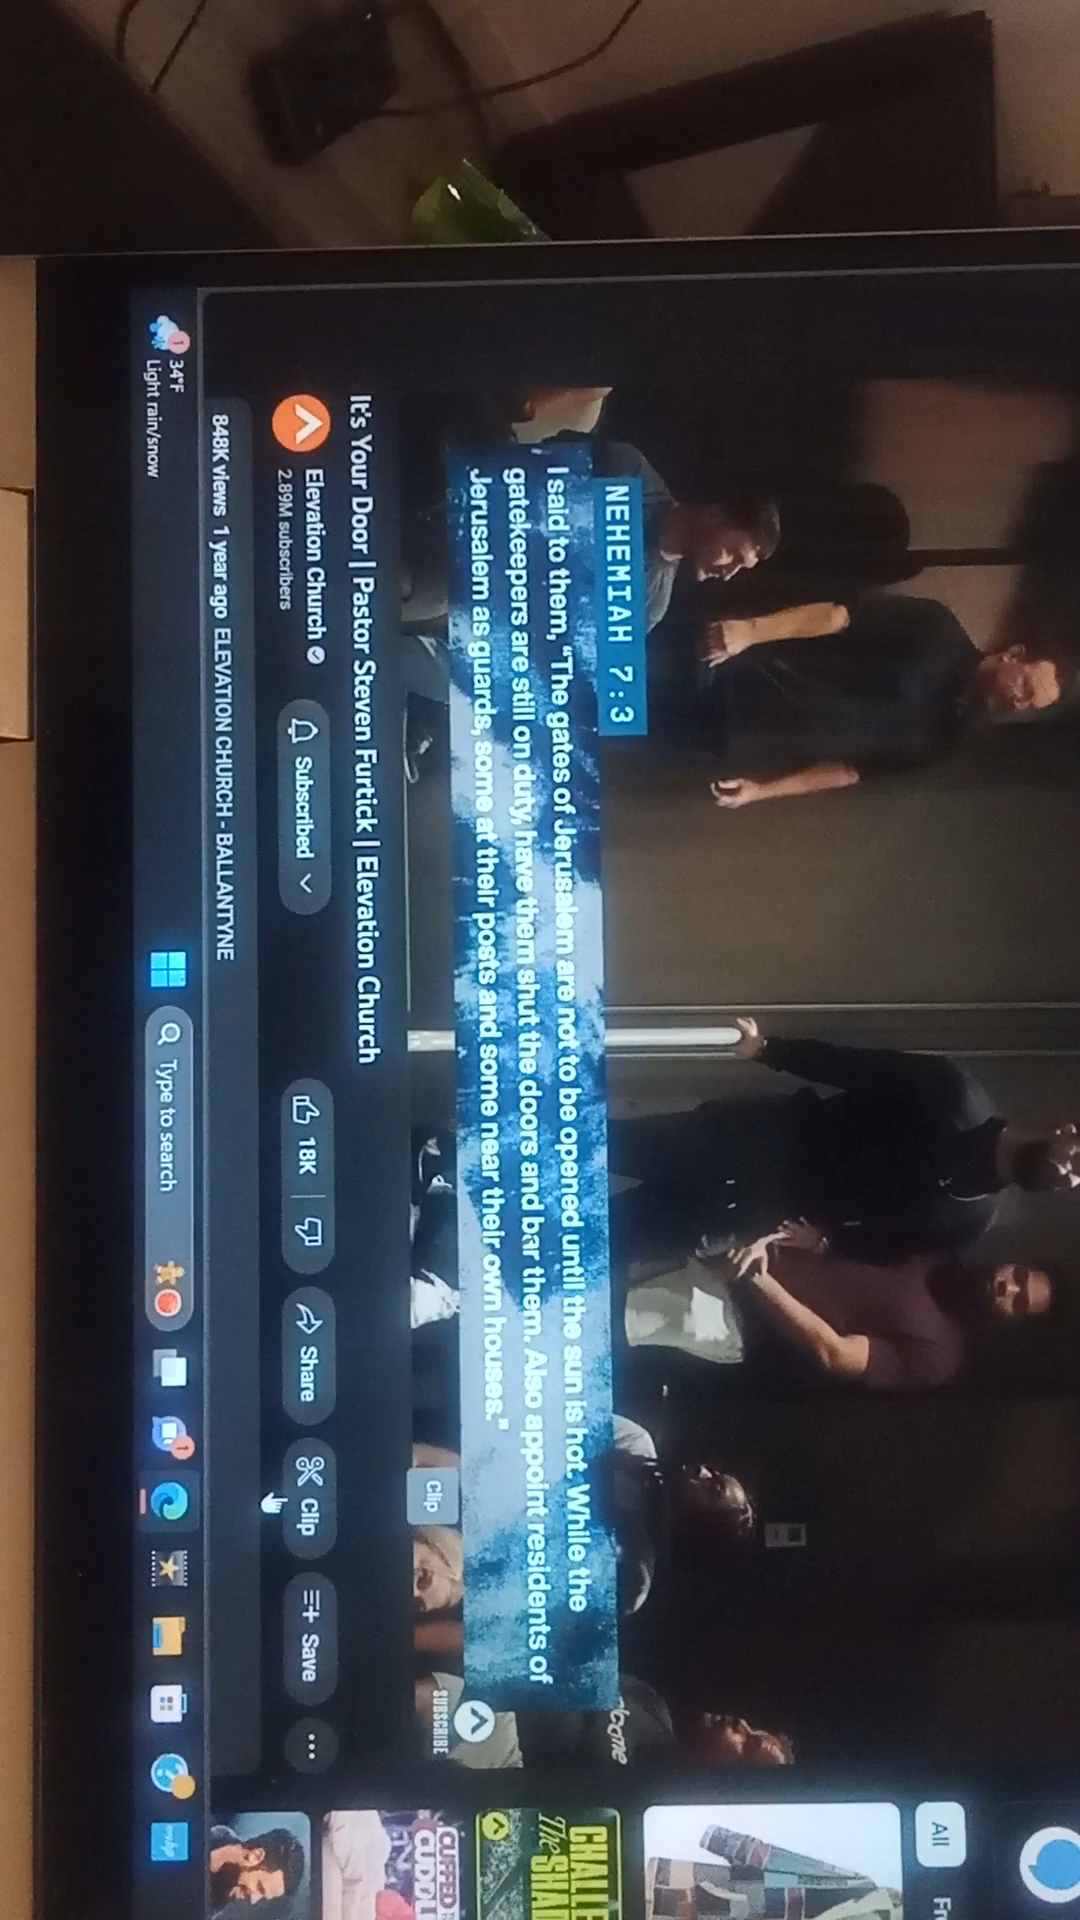 NEHEMIAH 7:3
I said to them, "The gates of Jerusalem are not to be opened until the sun is hot. While the
gatekeepers are still on duty, have them shut the doors and bar them. Also appoint residents of
Jerusalem as guards, some at their posts and some near their own houses."
SUBSCRIBE
Clip
It's Your Door | Pastor Steven Furtick | Elevation Church
Elevation Church
2.89M subscribers
Subscribed
18K
Share
Clip
Save
848K views 1 year ago ELEVATION CHURCH - BALLANTYNE
All
The
1
34°F
Light rain/snow
Type to search
1